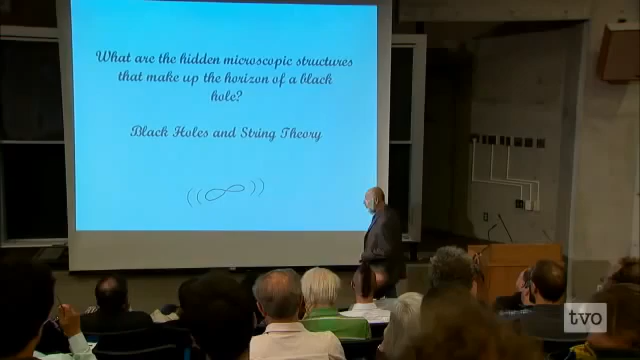 What are the hidden microscopic structures
that make up the horizon of a black
hole?
Black Holes and String Theory
tvo